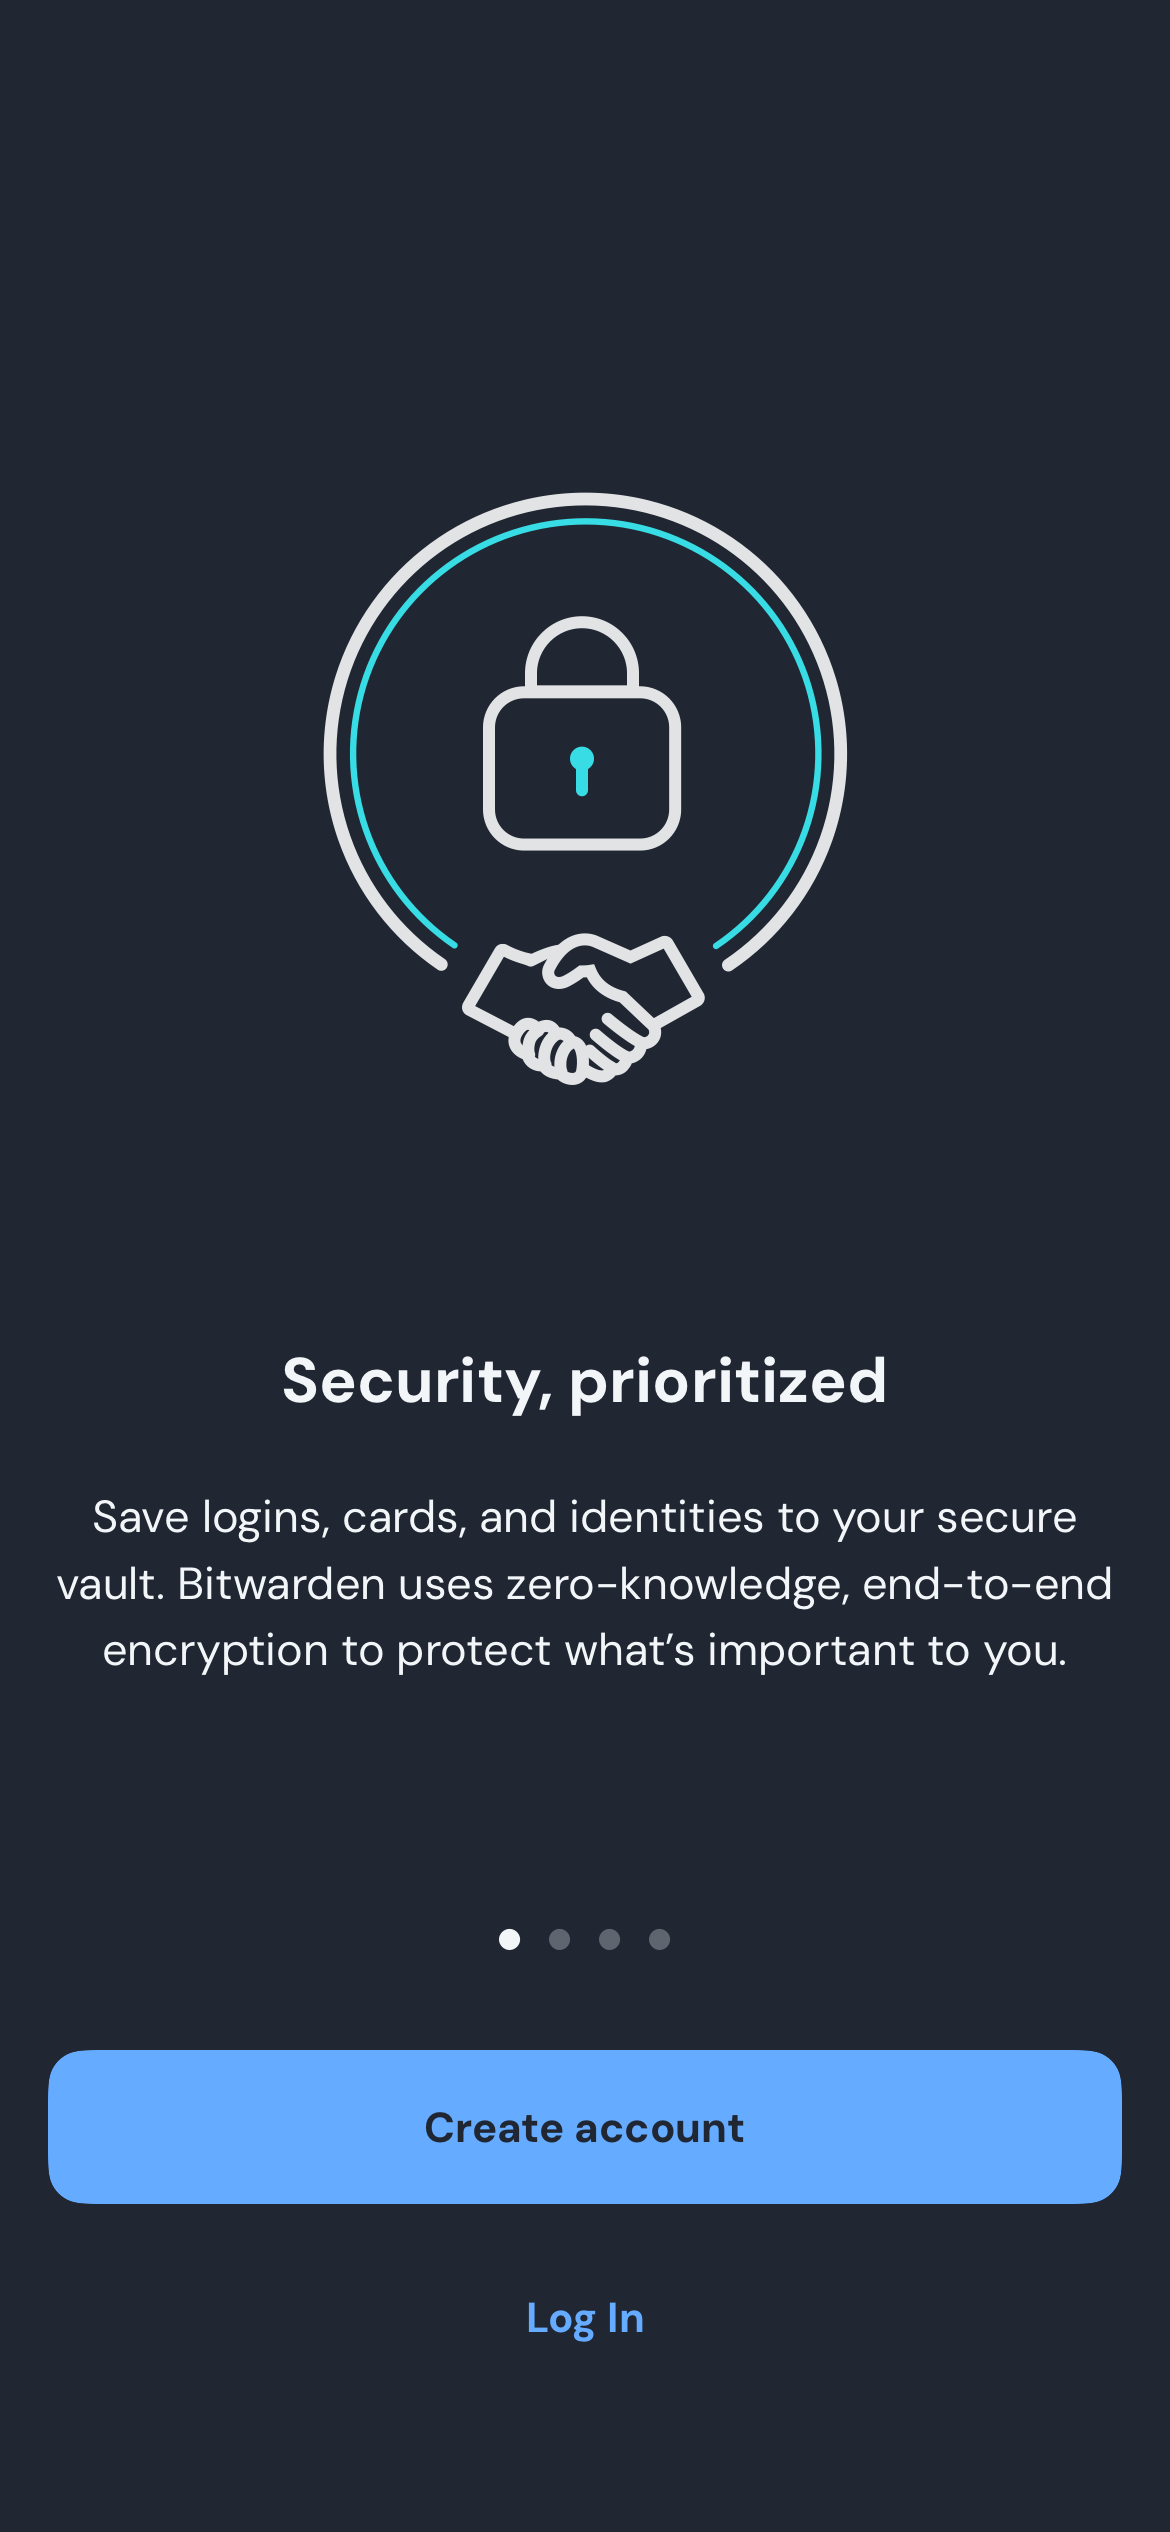 Security, prioritized
Save logins, cards, and identities to your secure
vault. Bitwarden uses zero-knowledge, end-to-end
encryption to protect what’s important to you.
Create account
Log In